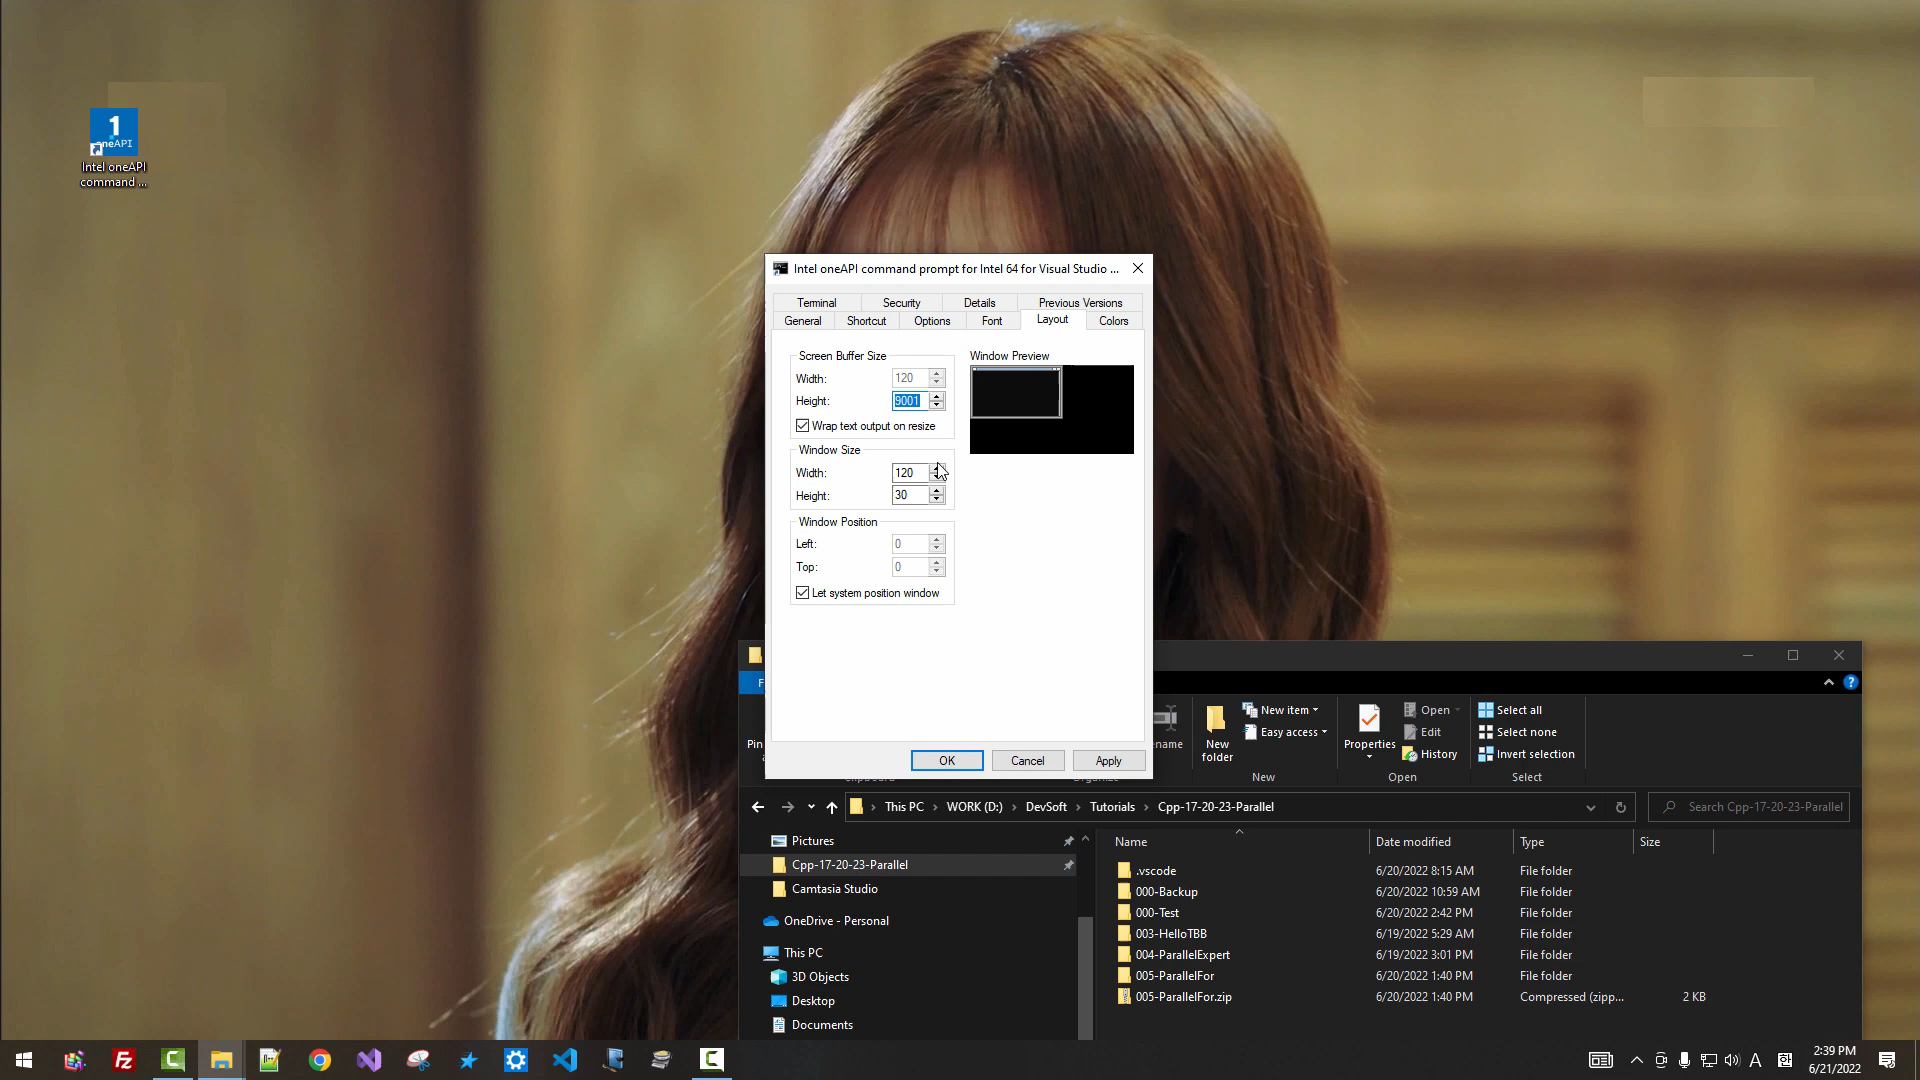 1
oneAPI
Intel oneAPI
command ...
Intel oneAPI command prompt for Intel 64 for Visual Studio ...
Terminal Security Details Previous Versions
General Shortcut Options Font Layout Colors
Screen Buffer Size
Width: 120
Height: 9001
Wrap text output on resize
Window Size
Width: 120
Height: 30
Window Position
Left: 0
Top: 0
Let system position window
Window Preview
OK Cancel Apply
F
Pin
ename
New
folder
New item
Easy access
New
Properties
Open
Edit
History
Open
Select all
Select none
Invert selection
Select
This PC › WORK (D:) › DevSoft › Tutorials › Cpp-17-20-23-Parallel
Search Cpp-17-20-23-Parallel
Pictures
Cpp-17-20-23-Parallel
Camtasia Studio
OneDrive - Personal
This PC
3D Objects
Desktop
Documents
Name Date modified Type Size
.vscode 6/20/2022 8:15 AM File folder
000-Backup 6/20/2022 10:59 AM File folder
000-Test 6/20/2022 2:42 PM File folder
003-HelloTBB 6/19/2022 5:29 AM File folder
004-ParallelExpert 6/19/2022 3:01 PM File folder
005-ParallelFor 6/20/2022 1:40 PM File folder
005-ParallelFor.zip 6/20/2022 1:40 PM Compressed (zipp... 2 KB
A
2:39 PM
6/21/2022